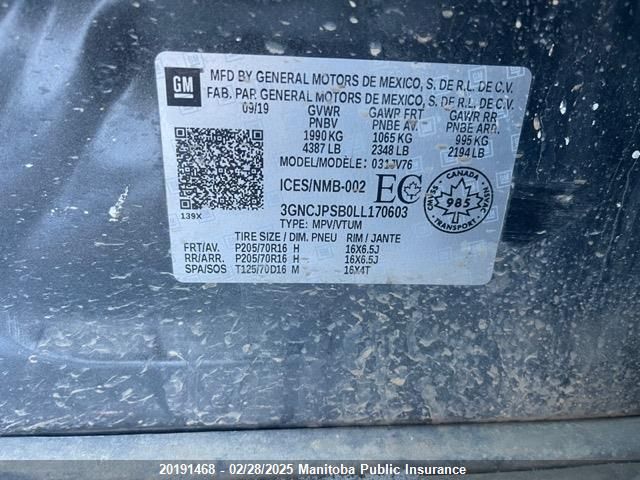 GM
MFD BY GENERAL MOTORS DE MEXICO, S. DE R.L. DE C.V.
FAB. PAR GENERAL MOTORS DE MEXICO, S. DE R.L. DE C.V.
09/19 GVWR GAWR FRT GAWR RR
PNBV PNBE AV. PNBE ARR.
1990 KG 1065 KG 995 KG
4387 LB 2348 LB 2194 LB
MODEL/MODÈLE: 031JV76
ICES/NMB-002 EC CANADA 985 TRANSPORT
139X
3GNCJPSB0LL170603
TYPE: MPV/VTUM
TIRE SIZE / DIM. PNEU RIM / JANTE
FRT/AV. P205/70R16 H 16X6.5J
RR/ARR. P205/70R16 H 16X6.5J
SPA/SOS T125/70D16 M 16X4T
20191468 - 02/28/2025 Manitoba Public Insurance